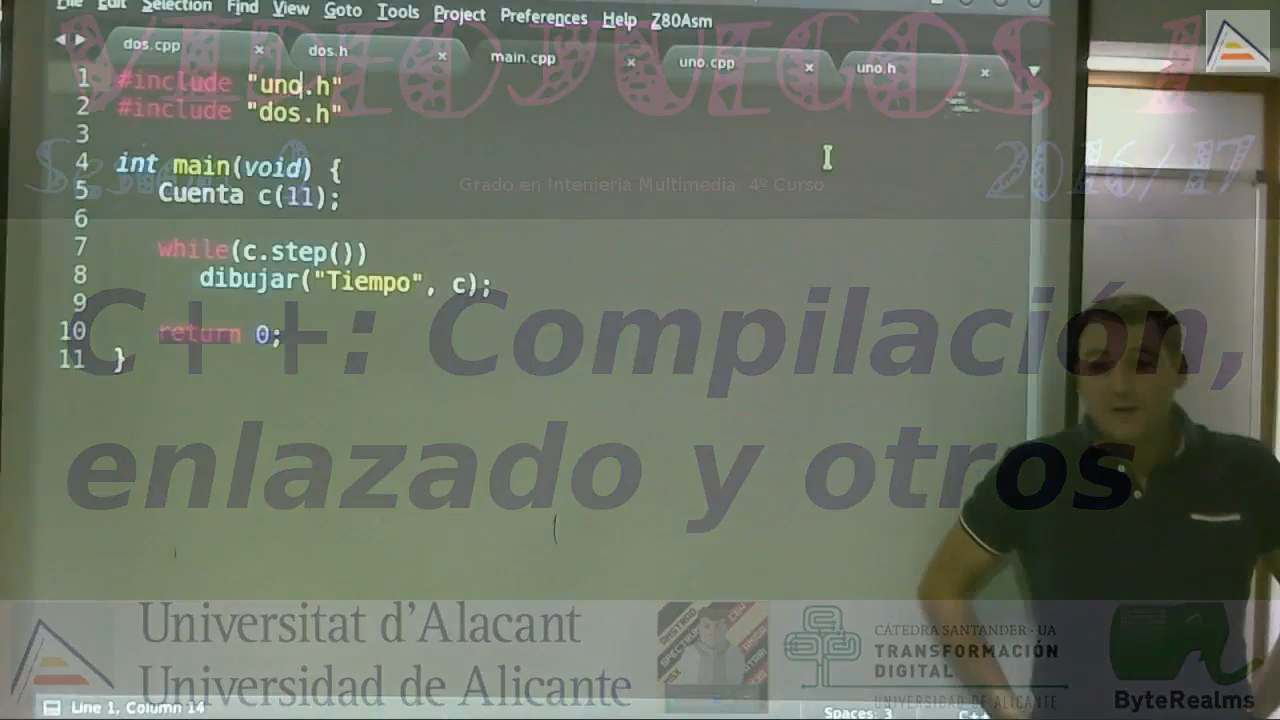 File Edit Selection Find View Goto Tools Project Preferences Help Z80Asm
dos.cpp dos.h main.cpp uno.cpp uno.h
VIDEOJUEGOS 1
2016/17
Grado en Inteniería Multimedia. 4º Curso
1 #include "uno.h"
2 #include "dos.h"
3
4 int main(void) {
5 Cuenta c(11);
6
7 while(c.step())
8 dibujar("Tiempo", c);
9
10 return 0;
11 }
C++: Compilación,
enlazado y otros
Universitat d'Alacant
Universidad de Alicante
CÁTEDRA SANTANDER - UA
TRANSFORMACIÓN
DIGITAL
UNIVERSIDAD DE ALICANTE
ByteRealms
Line 1, Column 14
Spaces: 3
C++